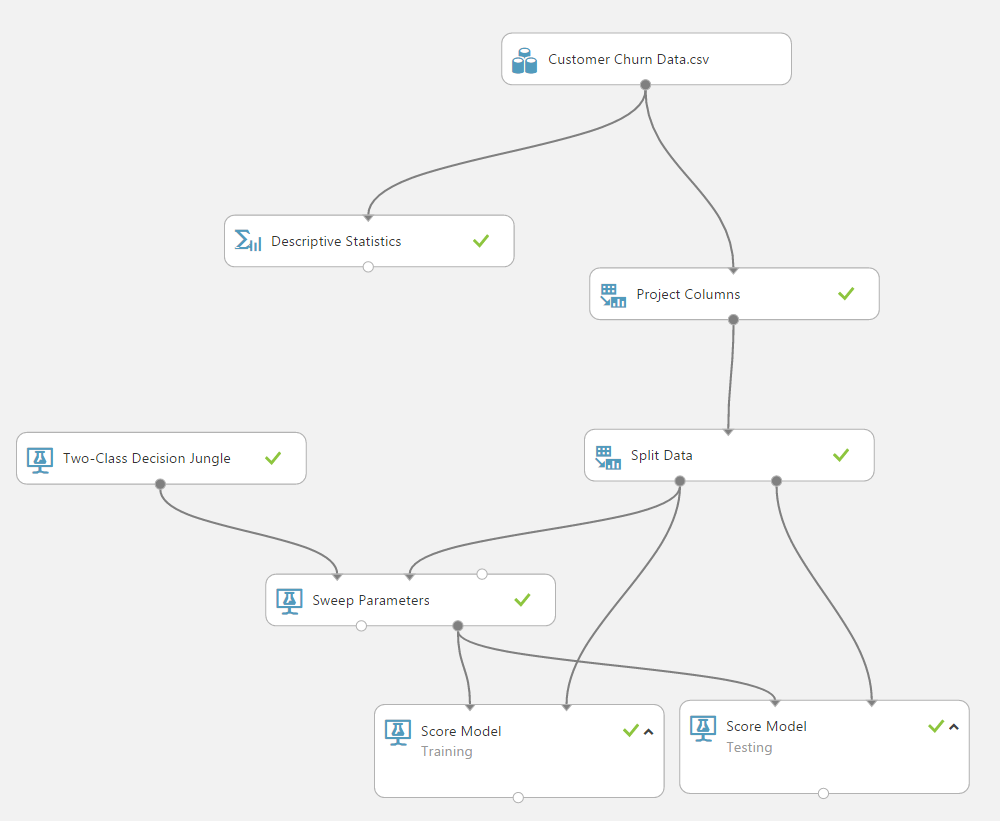 Customer Churn Data.csv
Descriptive Statistics
Project Columns
Two-Class Decision Jungle
Split Data
Sweep Parameters
Score Model
Training
Score Model
Testing